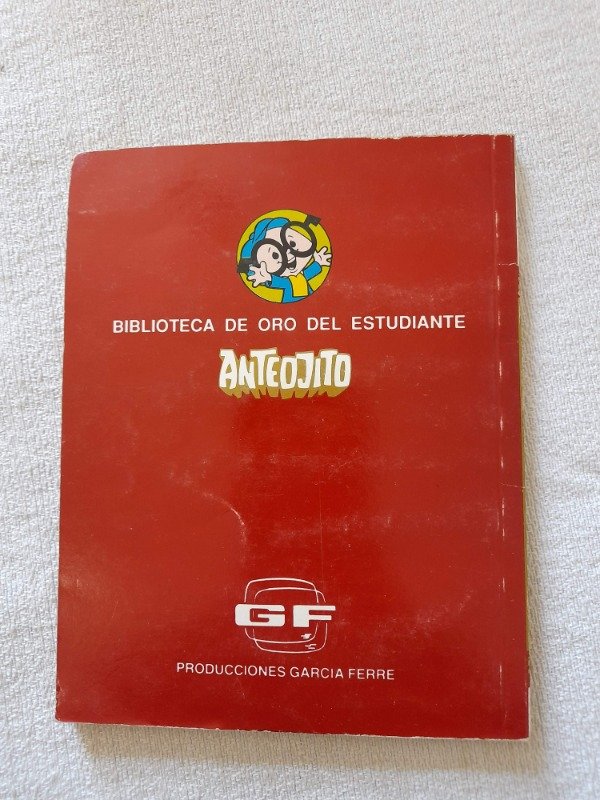 BIBLIOTECA DE ORO DEL ESTUDIANTE
ANTEOJITO
GF
PRODUCCIONES GARCIA FERRE